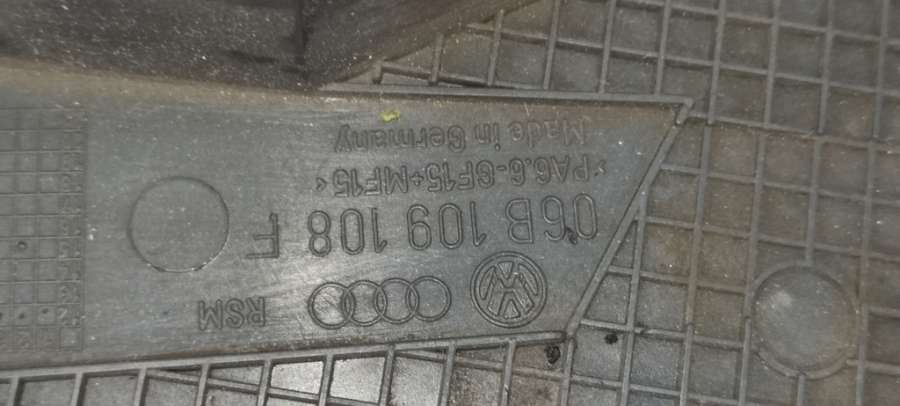 RSM
06B 109 108 F
>PA6.6-GF15+MF15<
Made in Germany